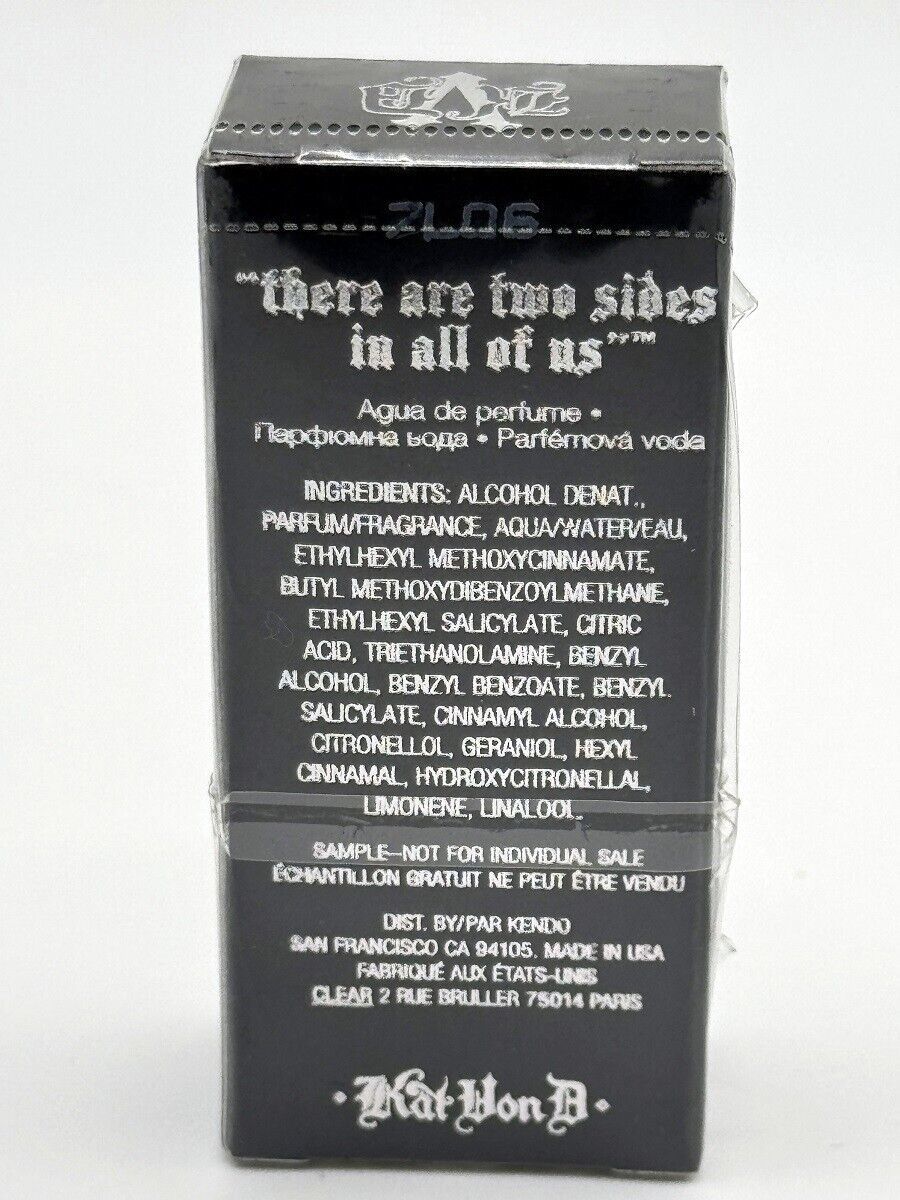 ZL06
"there are two sides
in all of us"™
Agua de perfume •
Парфюмна вода • Parfémová voda
INGREDIENTS: ALCOHOL DENAT.,
PARFUM/FRAGRANCE, AQUA/WATER/EAU,
ETHYLHEXYL METHOXYCINNAMATE,
BUTYL METHOXYDIBENZOYLMETHANE,
ETHYLHEXYL SALICYLATE, CITRIC
ACID, TRIETHANOLAMINE, BENZYL
ALCOHOL, BENZYL BENZOATE, BENZYL
SALICYLATE, CINNAMYL ALCOHOL,
CITRONELLOL, GERANIOL, HEXYL
CINNAMAL, HYDROXYCITRONELLAL,
LIMONENE, LINALOOL.
SAMPLE–NOT FOR INDIVIDUAL SALE
ÉCHANTILLON GRATUIT NE PEUT ÊTRE VENDU
DIST. BY/PAR KENDO
SAN FRANCISCO CA 94105. MADE IN USA
FABRIQUÉ AUX ÉTATS-UNIS
CLEAR 2 RUE BRULLER 75014 PARIS
• Kat Von D •